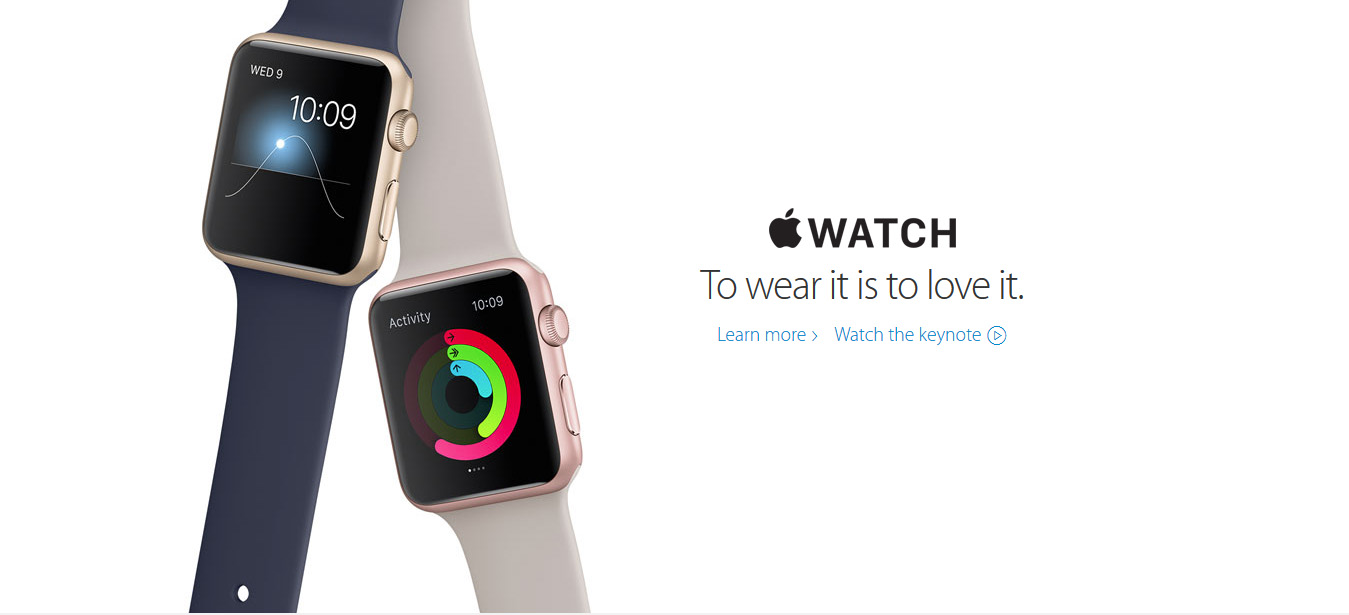 WED 9
10:09
Activity
10:09
WATCH
To wear it is to love it.
Learn more >
Watch the keynote